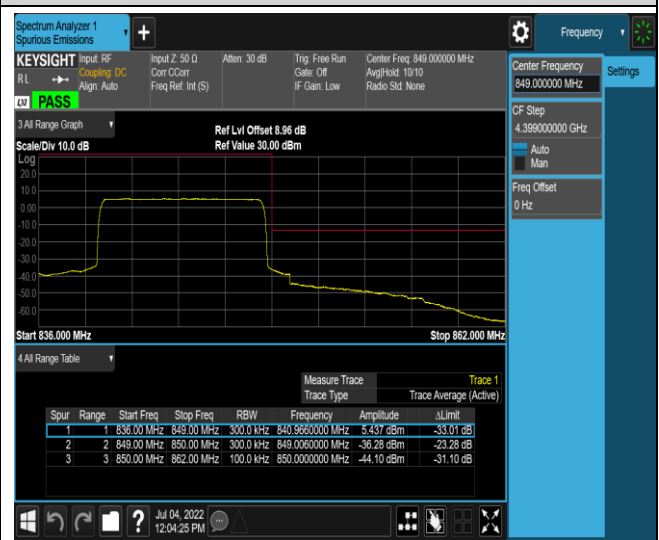 Spectrum Analyzer 1
Spurious Emissions
Frequency
KEYSIGHT
Input: RF
Coupling: DC
Align: Auto
Input Z: 50 Ω
Corr CCorr
Freq Ref: Int (S)
Atten: 30 dB
Trig: Free Run
Gate: Off
IF Gain: Low
Center Freq: 849.000000 MHz
Avg|Hold: 10/10
Radio Std: None
RL
LXI
PASS
Center Frequency
849.000000 MHz
Settings
CF Step
4.399000000 GHz
Auto
Man
Freq Offset
0 Hz
3 All Range Graph
Ref Lvl Offset 8.96 dB
Scale/Div 10.0 dB
Ref Value 30.00 dBm
Log
20.0
10.0
0.00
-10.0
-20.0
-30.0
-40.0
-50.0
-60.0
Start 836.000 MHz
Stop 862.000 MHz
4 All Range Table
Measure Trace Trace 1
Trace Type Trace Average (Active)
Spur Range Start Freq Stop Freq RBW Frequency Amplitude ΔLimit
1 1 836.00 MHz 849.00 MHz 300.0 kHz 840.9660000 MHz 5.437 dBm -33.01 dB
2 2 849.00 MHz 850.00 MHz 300.0 kHz 849.0060000 MHz -36.28 dBm -23.28 dB
3 3 850.00 MHz 862.00 MHz 100.0 kHz 850.0000000 MHz -44.10 dBm -31.10 dB
Jul 04, 2022
12:04:25 PM